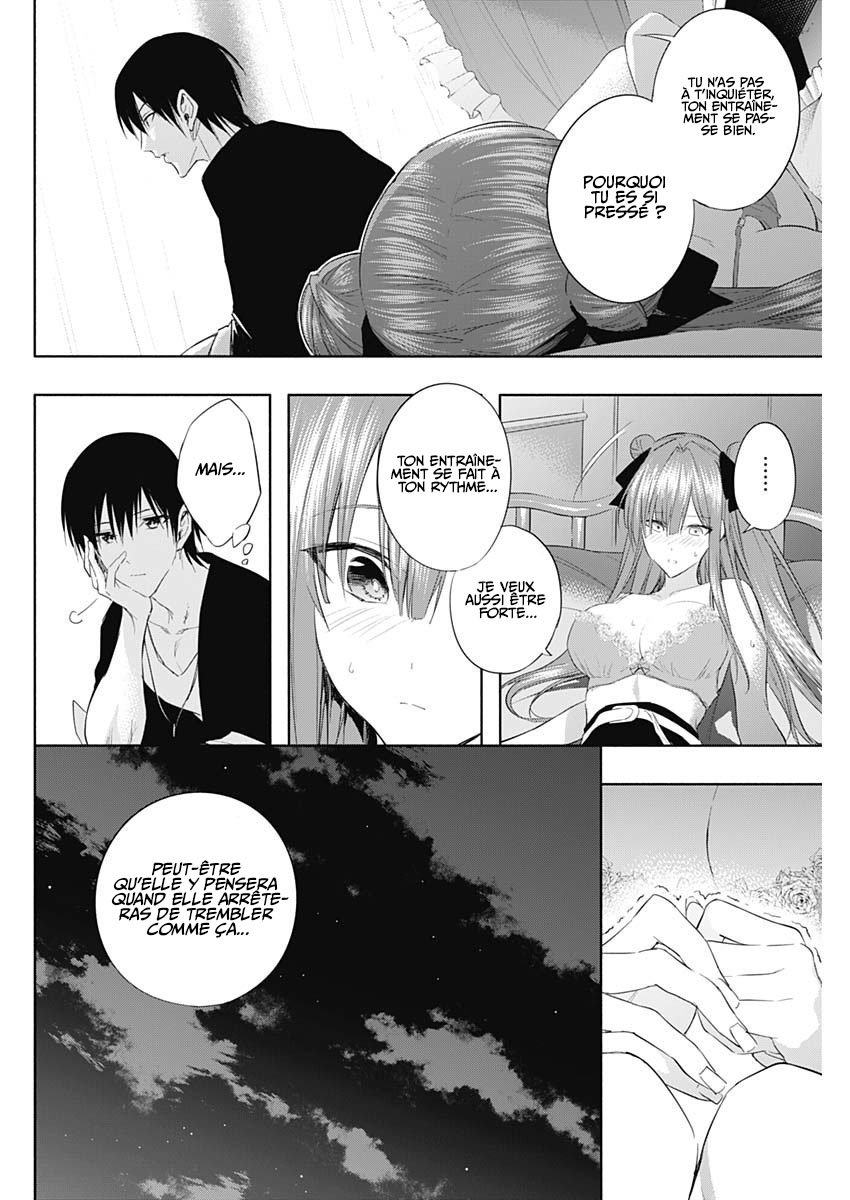 TU N'AS PAS
À T'INQUIÉTER,
TON ENTRAÎNE-
MENT SE PAS-
SE BIEN.
POURQUOI
TU ES SI
PRESSÉ ?
.......
JE VEUX
AUSSI ÊTRE
FORTE...
TON ENTRAÎNE-
MENT SE FAIT À
TON RYTHME...
MAIS...
PEUT-ÊTRE
QU'ELLE Y PENSERA
QUAND ELLE ARRÊTE-
RAS DE TREMBLER
COMME ÇA...